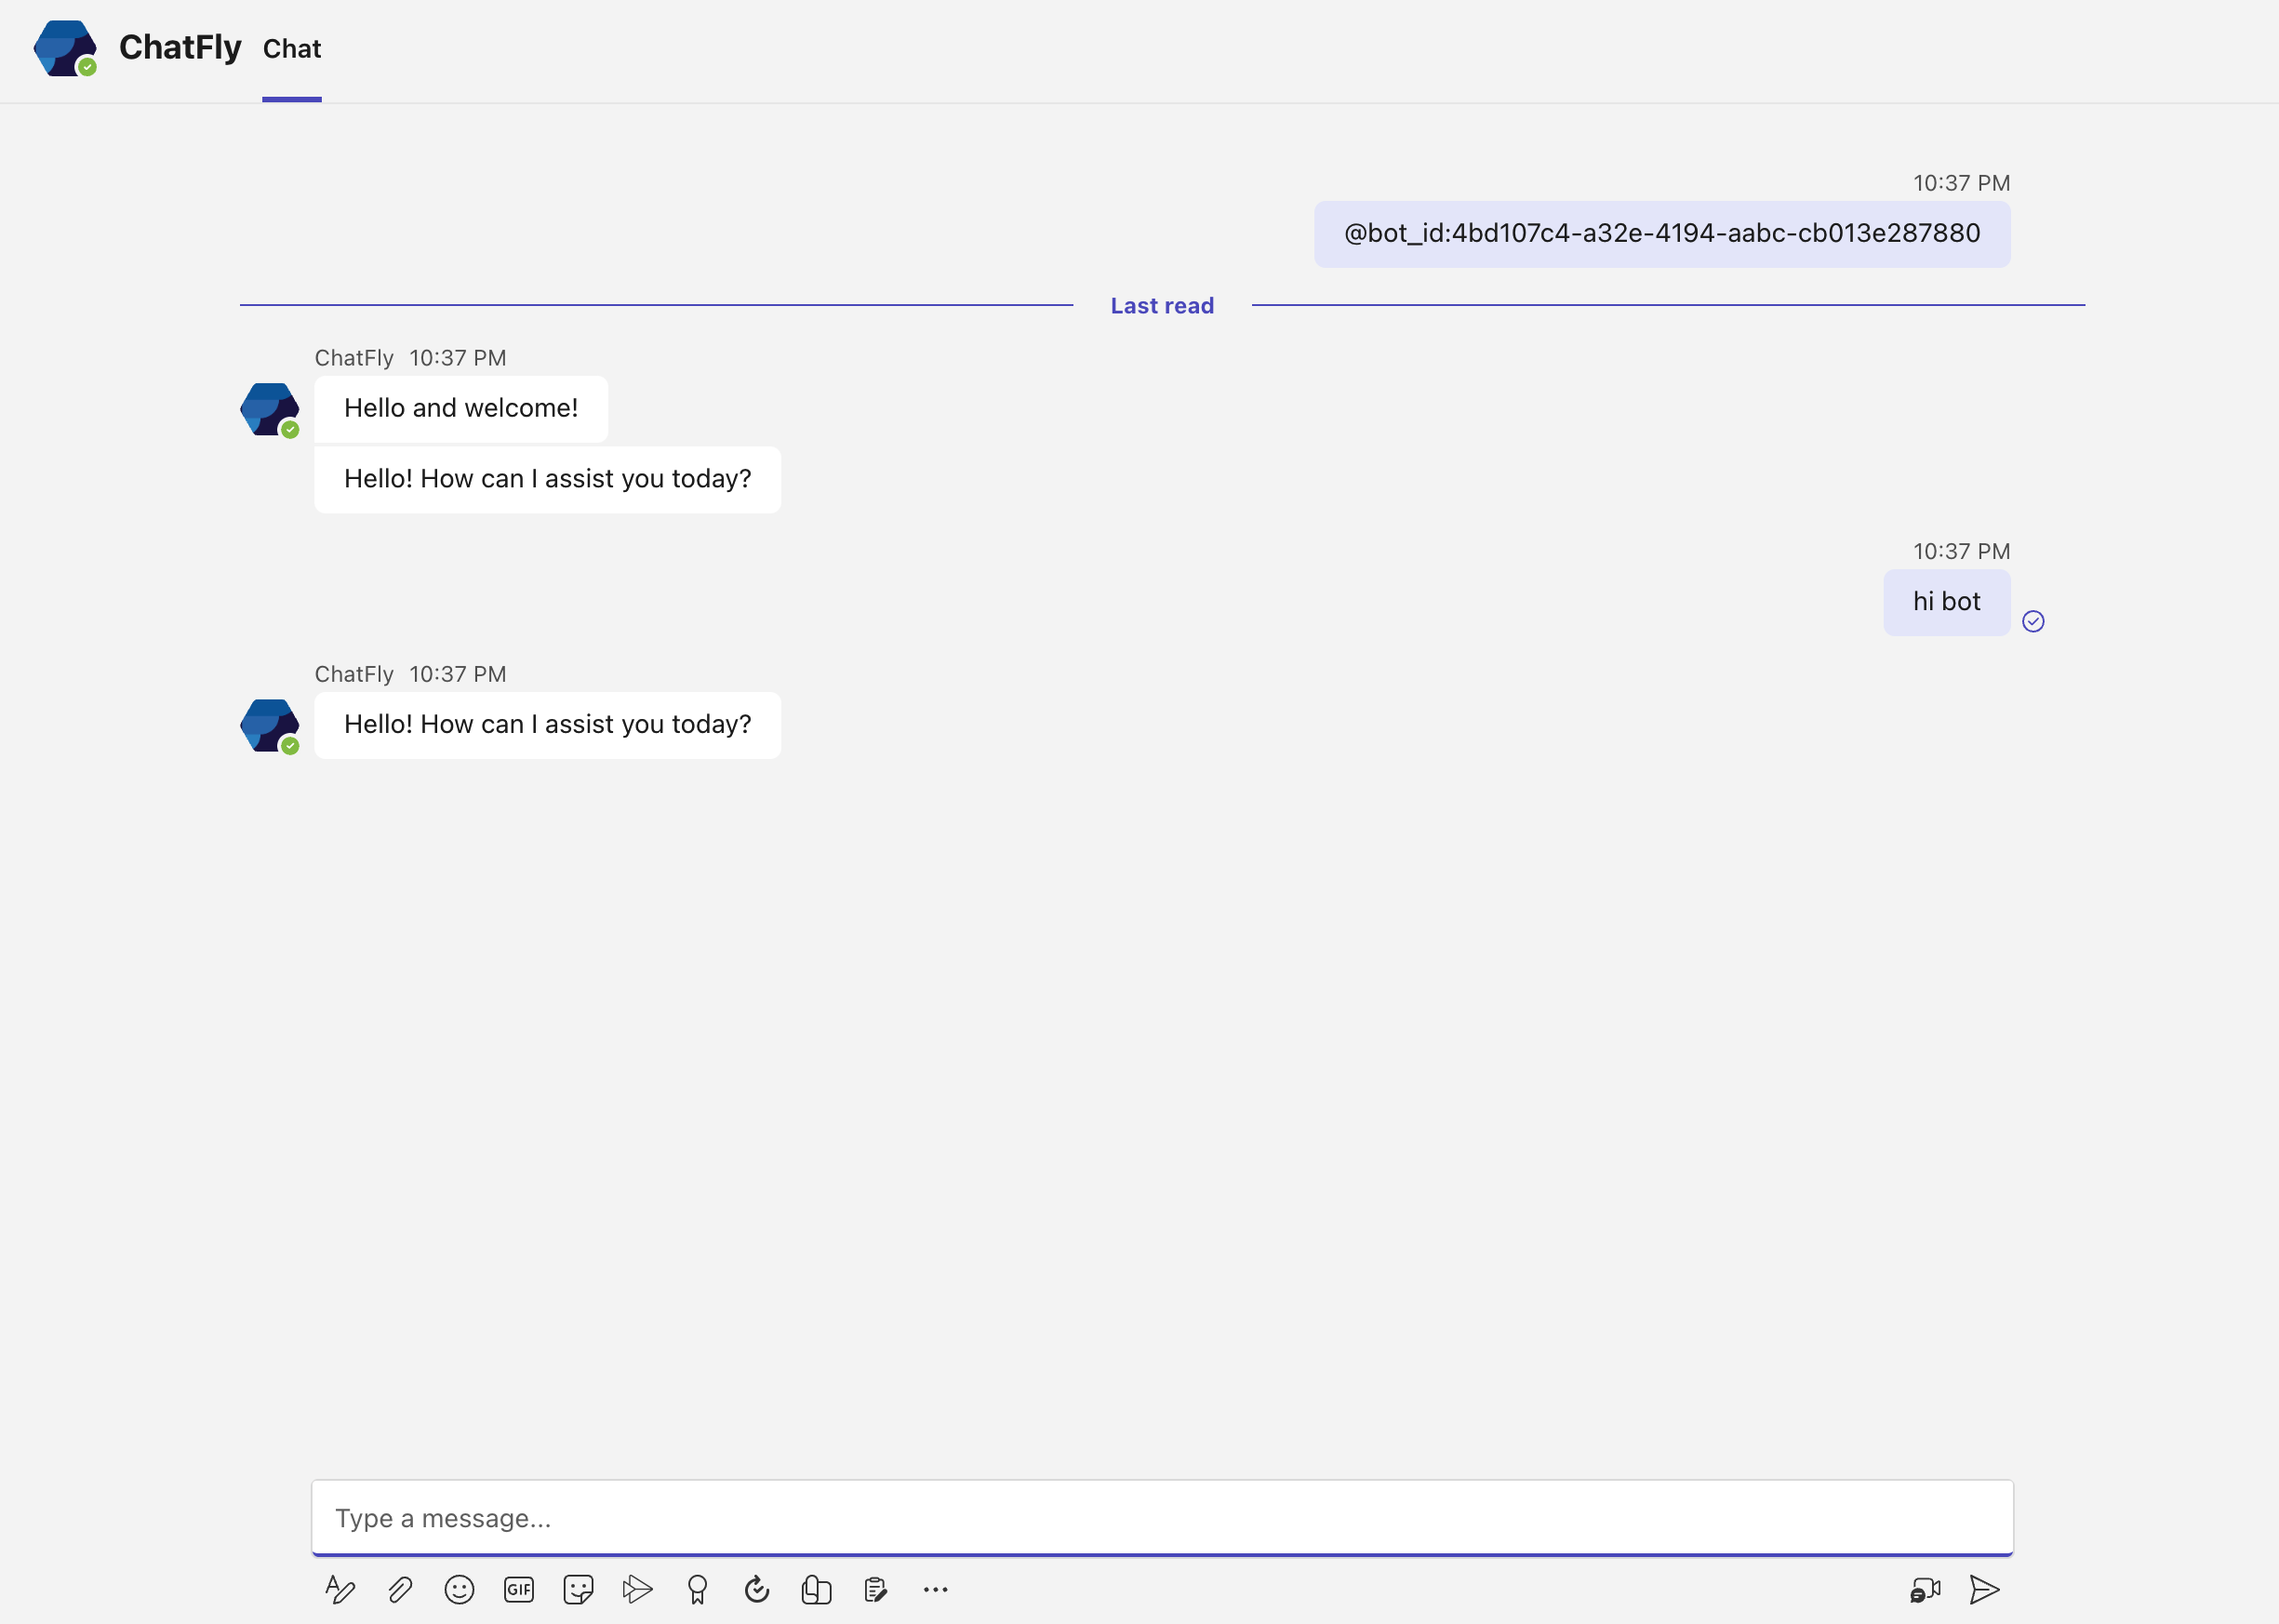 ChatFly Chat
10:37 PM
@bot_id:4bd107c4-a32e-4194-aabc-cb013e287880
Last read
ChatFly 10:37 PM
Hello and welcome!
Hello! How can I assist you today?
10:37 PM
hi bot
ChatFly 10:37 PM
Hello! How can I assist you today?
Type a message...
GIF